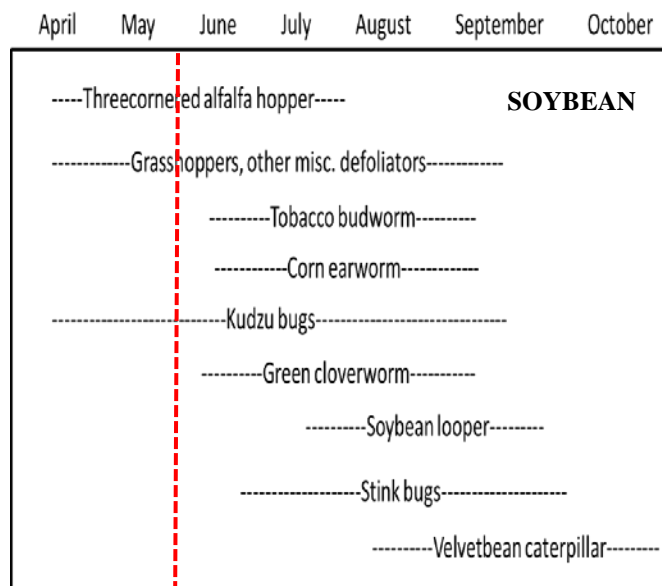 April May June July August September October
-----Threecornered alfalfa hopper-----
SOYBEAN
----------Grasshoppers, other misc. defoliators----------
----------Tobacco budworm----------
------------Corn earworm-------------
-----------------------------Kudzu bugs--------------------------------
----------Green cloverworm-----------
----------Soybean looper---------
--------------------Stink bugs---------------------
----------Velvetbean caterpillar---------